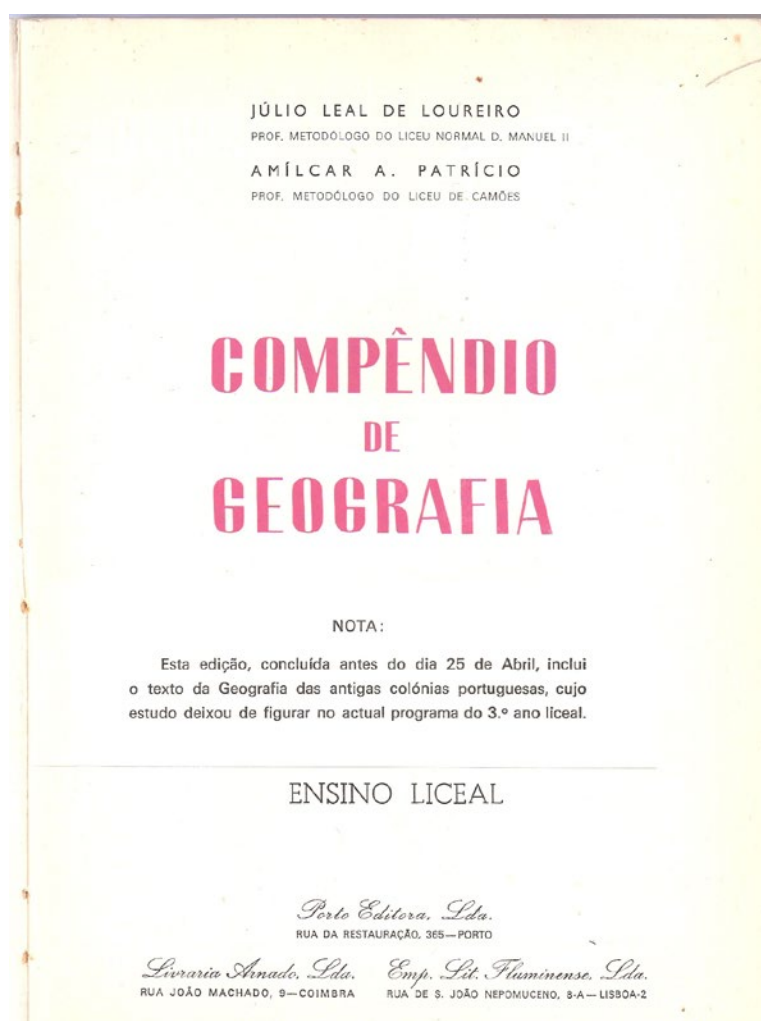 JÚLIO LEAL DE LOUREIRO
PROF. METODÓLOGO DO LICEU NORMAL D. MANUEL II
AMÍLCAR A. PATRÍCIO
PROF. METODÓLOGO DO LICEU DE CAMÕES
COMPÊNDIO
DE
GEOGRAFIA
NOTA:
Esta edição, concluída antes do dia 25 de Abril, inclui
o texto da Geografia das antigas colónias portuguesas, cujo
estudo deixou de figurar no actual programa do 3.º ano liceal.
ENSINO LICEAL
Porto Editora, Lda.
RUA DA RESTAURAÇÃO, 365—PORTO
Livraria Arnado, Lda. Emp. Lit. Fluminense, Lda.
RUA JOÃO MACHADO, 9—COIMBRA RUA DE S. JOÃO NEPOMUCENO, 8-A—LISBOA-2